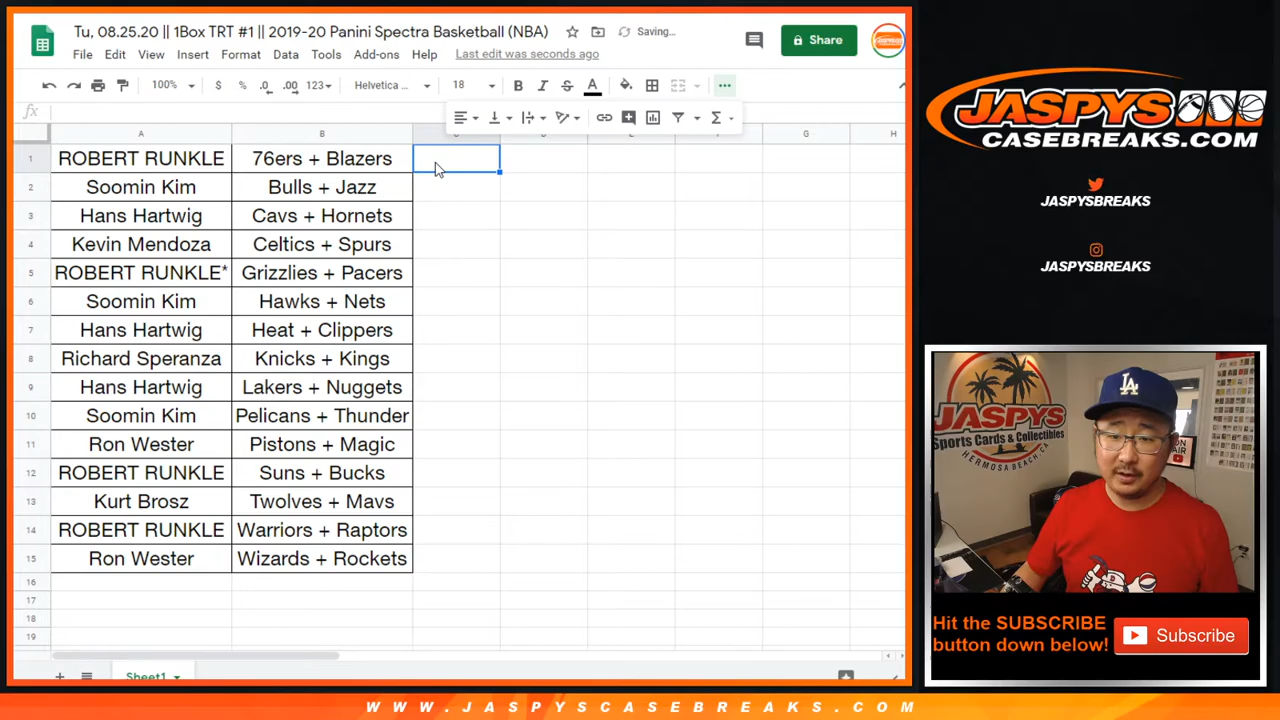 Tu, 08.25.20 | 1Box TRT #1 || 2019-20 Panini Spectra Basketball (NBA) Saving...
File Edit View Insert Format Data Tools Add-ons Help Last edit was seconds ago
Share
100% $ % .0 .00 123 Helvetica ... 18 B I S A
fx
A B C D E F G H
1 ROBERT RUNKLE 76ers + Blazers
2 Soomin Kim Bulls + Jazz
3 Hans Hartwig Cavs + Hornets
4 Kevin Mendoza Celtics + Spurs
5 ROBERT RUNKLE* Grizzlies + Pacers
6 Soomin Kim Hawks + Nets
7 Hans Hartwig Heat + Clippers
8 Richard Speranza Knicks + Kings
9 Hans Hartwig Lakers + Nuggets
10 Soomin Kim Pelicans + Thunder
11 Ron Wester Pistons + Magic
12 ROBERT RUNKLE Suns + Bucks
13 Kurt Brosz Twolves + Mavs
14 ROBERT RUNKLE Warriors + Raptors
15 Ron Wester Wizards + Rockets
16
17
18
19
Sheet1
JASPYS
CASEBREAKS.COM
JASPYSBREAKS
JASPYSBREAKS
JASPYS
Sports Cards & Collectibles
HERMOSA BEACH, CA
LA
ON
AIR
Hit the SUBSCRIBE
button down below!
Subscribe
WWW.JASPYSCASEBREAKS.COM